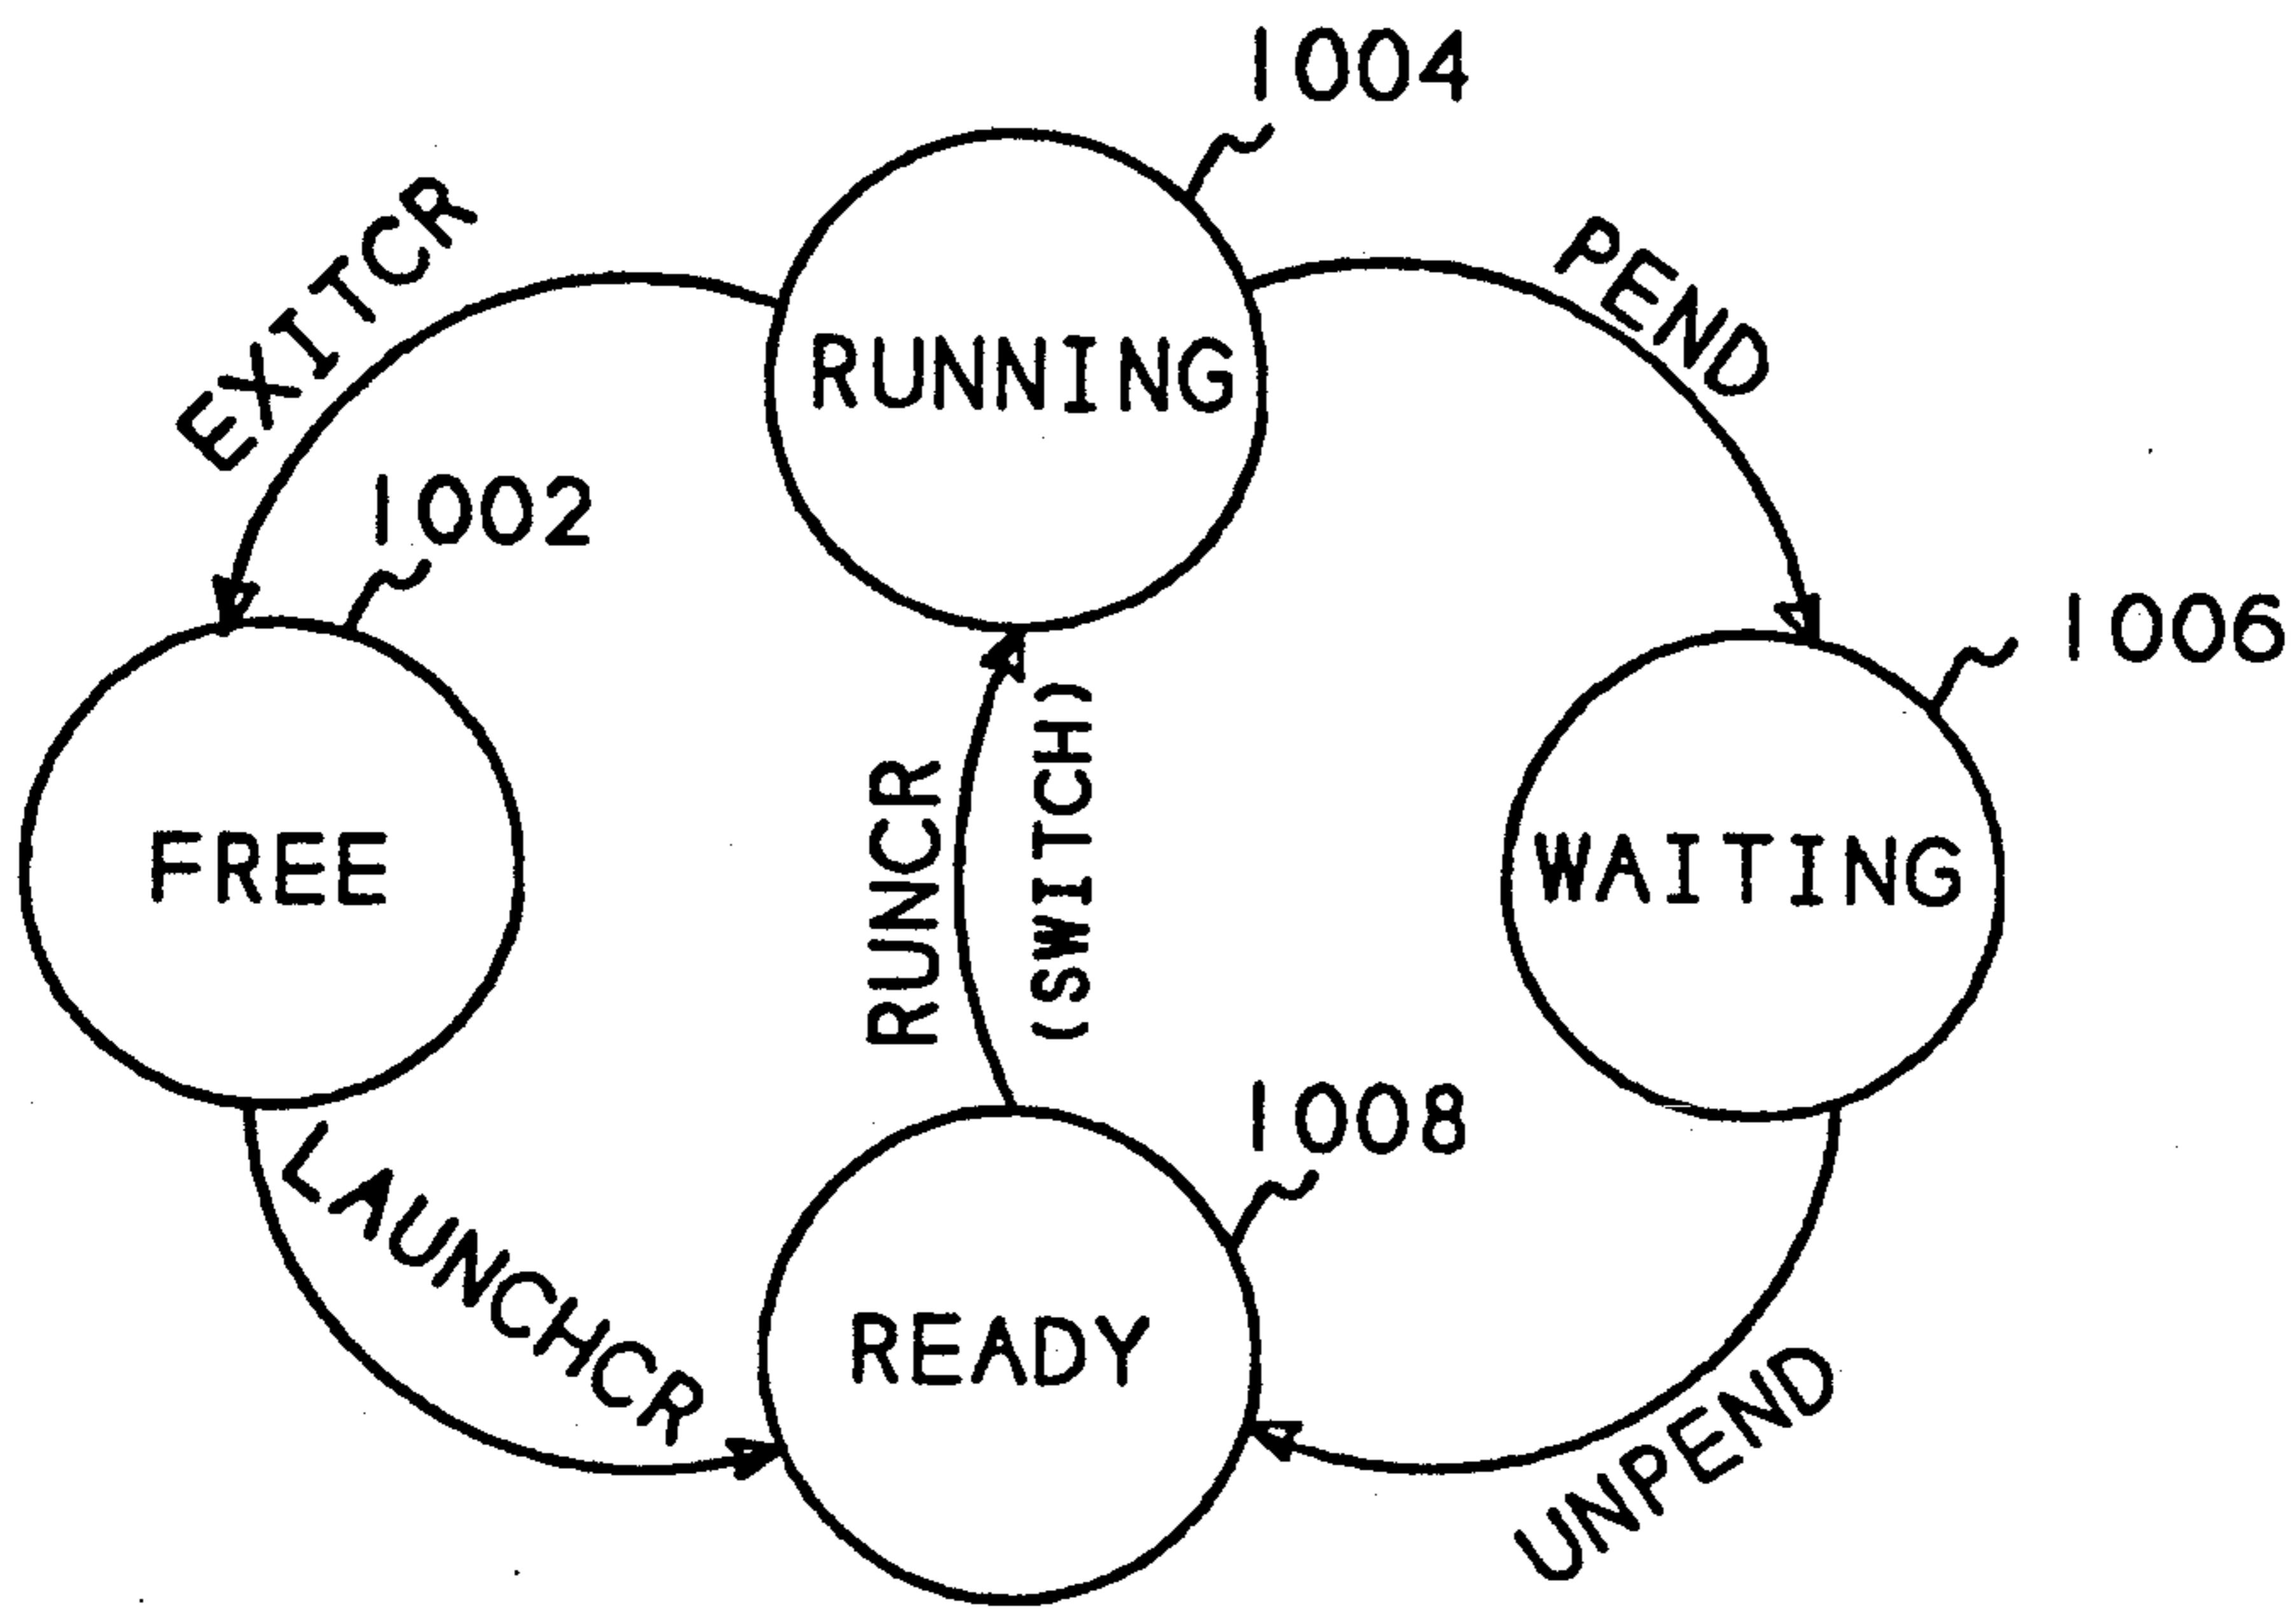 1004
EXITCR
PEND
RUNNING
1002
1006
RUNCR
(SWITCH)
FREE
WAITING
1008
LAUNCHCR
READY
UNPEND